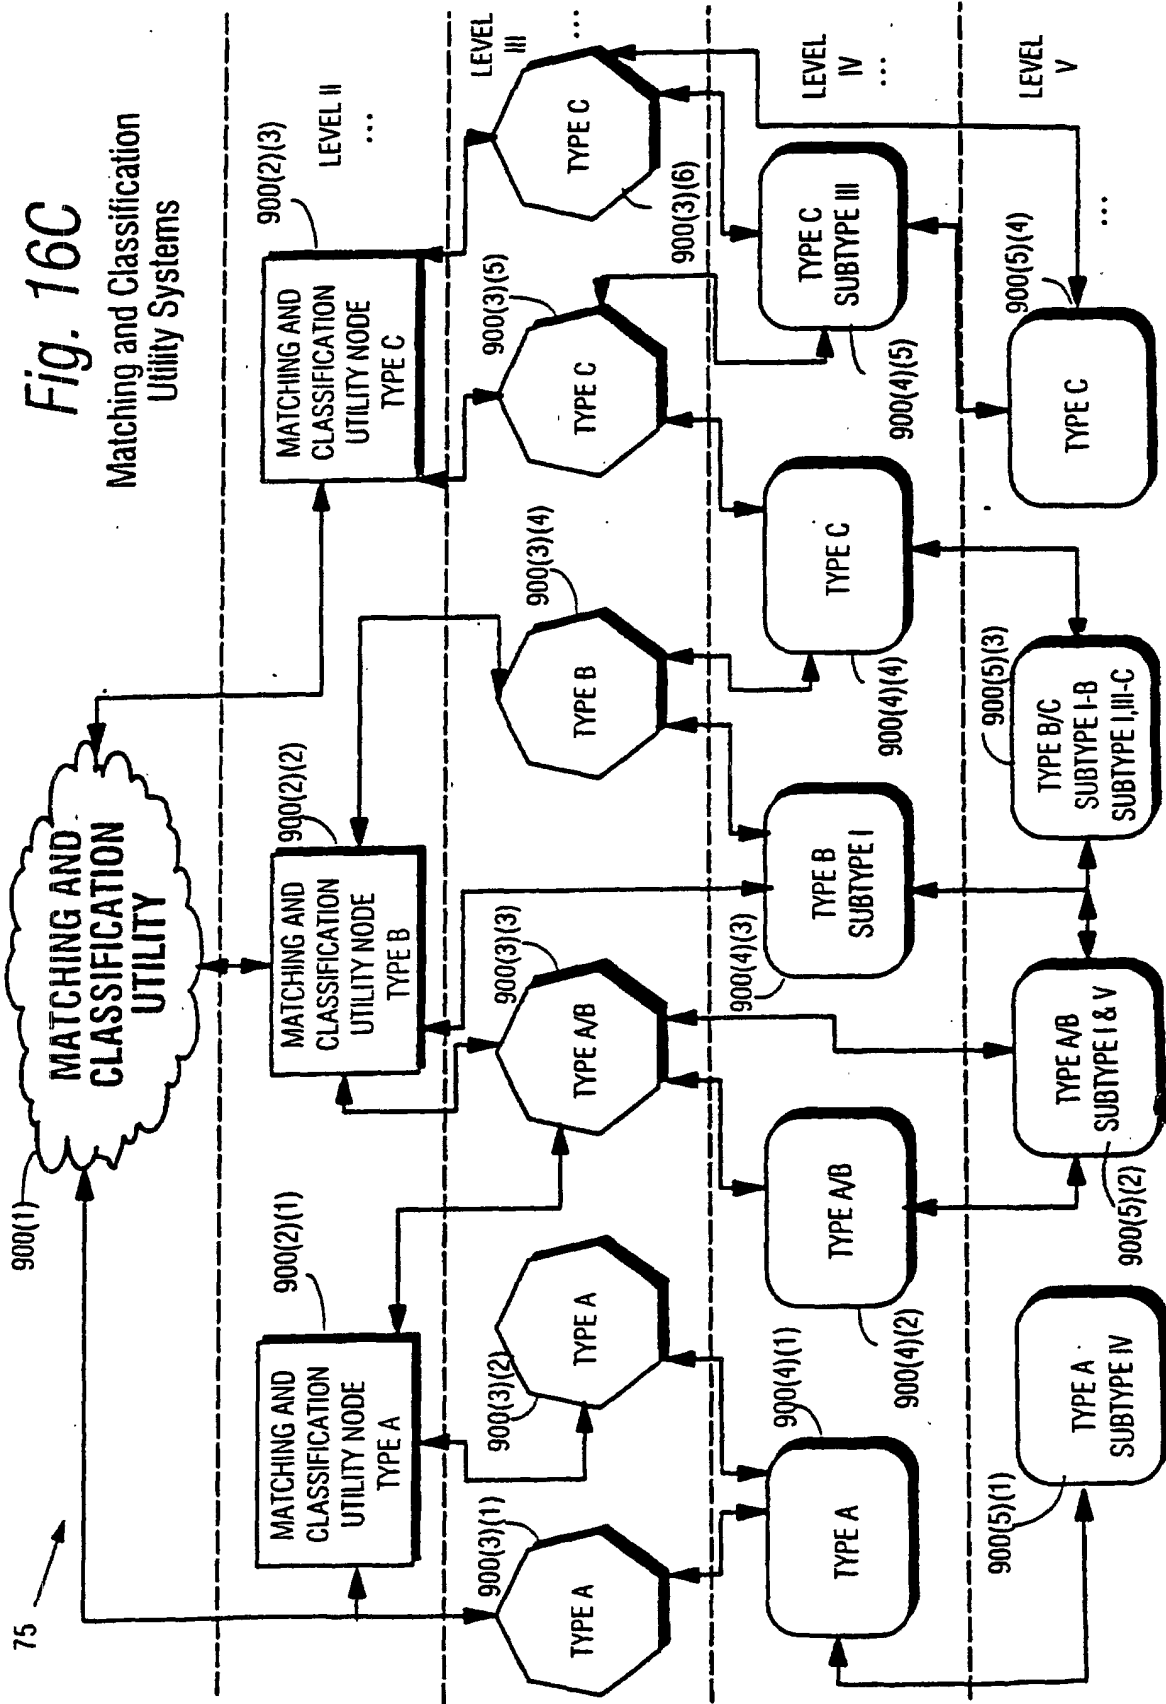 Fig. 16C
Matching and Classification
Utility Systems
75
900(1)
MATCHING AND
CLASSIFICATION
UTILITY
900(2)(1)
MATCHING AND
CLASSIFICATION
UTILITY NODE
TYPE A
900(2)(2)
MATCHING AND
CLASSIFICATION
UTILITY NODE
TYPE B
900(2)(3)
MATCHING AND
CLASSIFICATION
UTILITY NODE
TYPE C
LEVEL II
...
900(3)(1)
TYPE A
900(3)(2)
TYPE A
900(3)(3)
TYPE A/B
900(3)(4)
TYPE B
900(3)(5)
TYPE C
900(3)(6)
TYPE C
LEVEL
III
...
900(4)(1)
TYPE A
900(4)(2)
TYPE A/B
900(4)(3)
TYPE B
SUBTYPE I
900(4)(4)
TYPE C
900(4)(5)
TYPE C
SUBTYPE III
LEVEL
IV
...
900(5)(1)
TYPE A
SUBTYPE IV
900(5)(2)
TYPE A/B
SUBTYPE I & V
900(5)(3)
TYPE B/C
SUBTYPE I-B
SUBTYPE I,III-C
900(5)(4)
TYPE C
LEVEL
V
...